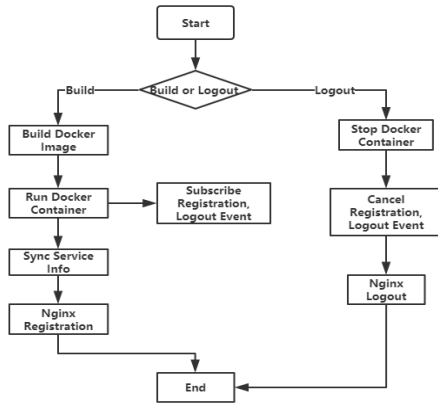 Start
Build
Build or Logout
Logout
Build Docker
Image
Stop Docker
Container
Run Docker
Container
Subscribe
Registration,
Logout Event
Cancel
Registration,
Logout Event
Sync Service
Info
Nginx
Logout
Nginx
Registration
End